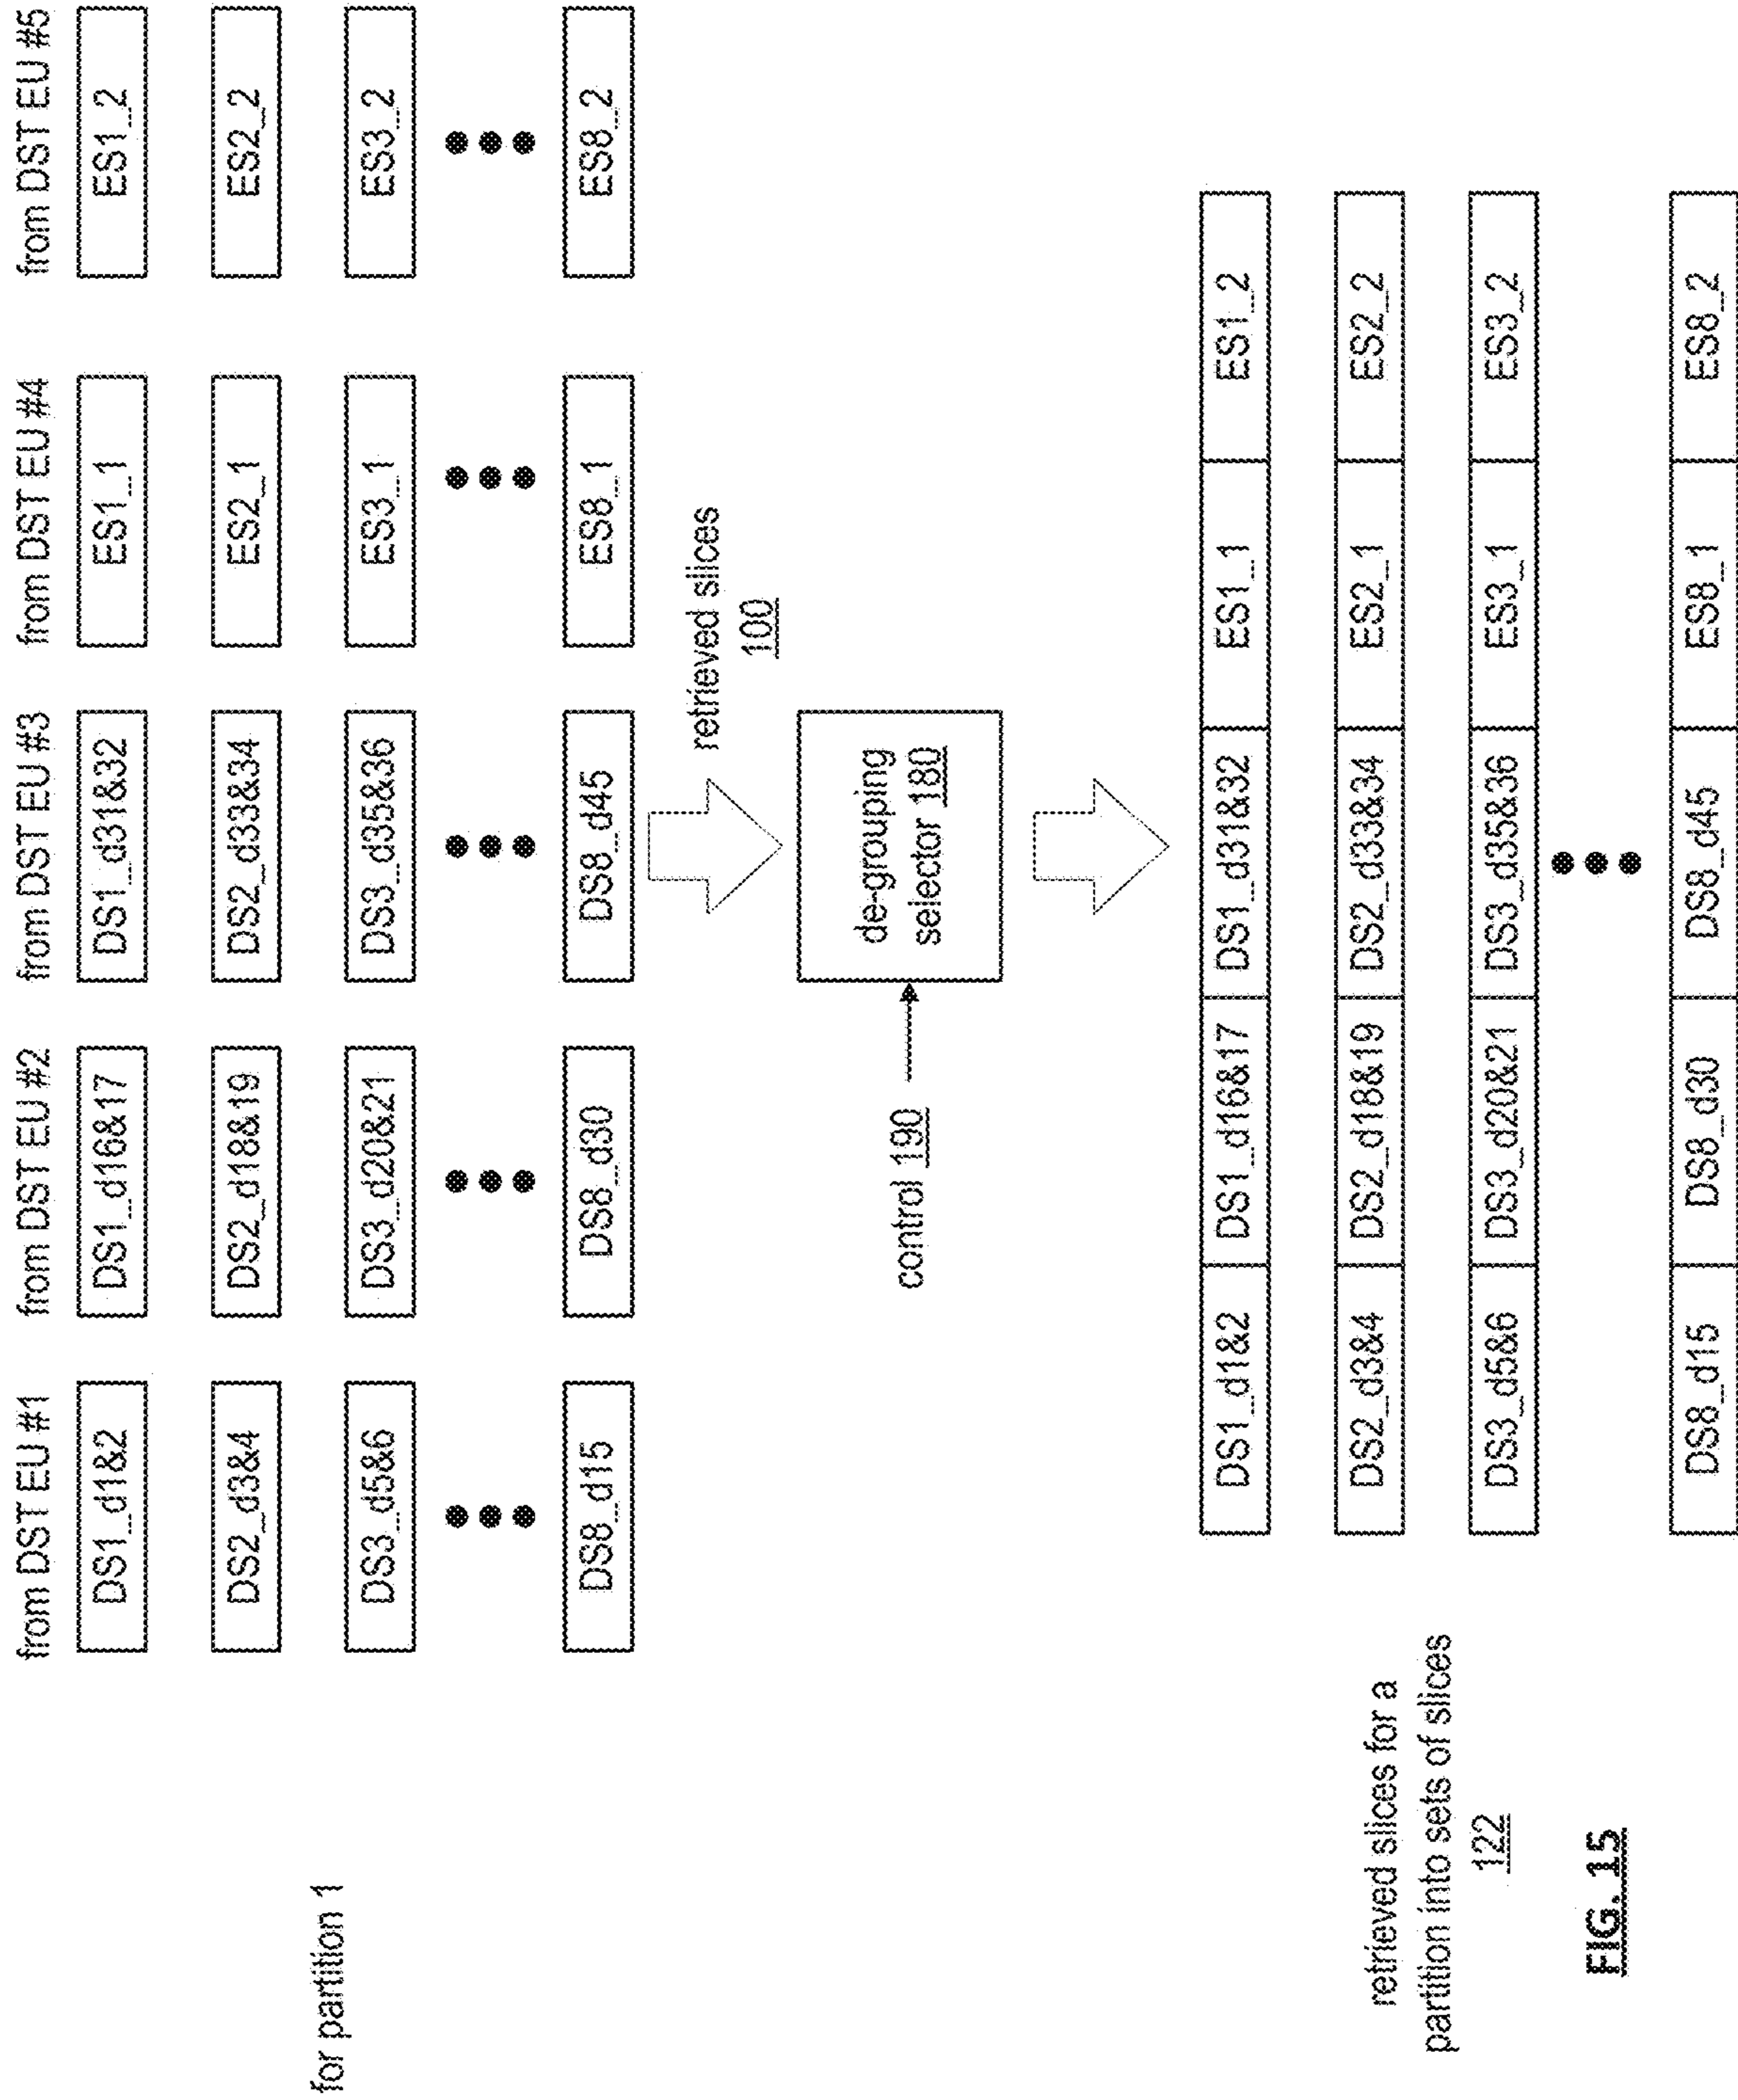 for partition 1
from DST EU #1
from DST EU #2
from DST EU #3
from DST EU #4
from DST EU #5
DS1_d1&2
DS1_d16&17
DS1_d31&32
ES1_1
ES1_2
DS2_d3&4
DS2_d18&19
DS2_d33&34
ES2_1
ES2_2
DS3_d5&6
DS3_d20&21
DS3_d35&36
ES3_1
ES3_2
DS8_d15
DS8_d30
DS8_d45
ES8_1
ES8_2
retrieved slices
100
control 190
de-grouping
selector 180
retrieved slices for a
partition into sets of slices
122
DS1_d1&2
DS1_d16&17
DS1_d31&32
ES1_1
ES1_2
DS2_d3&4
DS2_d18&19
DS2_d33&34
ES2_1
ES2_2
DS3_d5&6
DS3_d20&21
DS3_d35&36
ES3_1
ES3_2
DS8_d15
DS8_d30
DS8_d45
ES8_1
ES8_2
FIG. 15